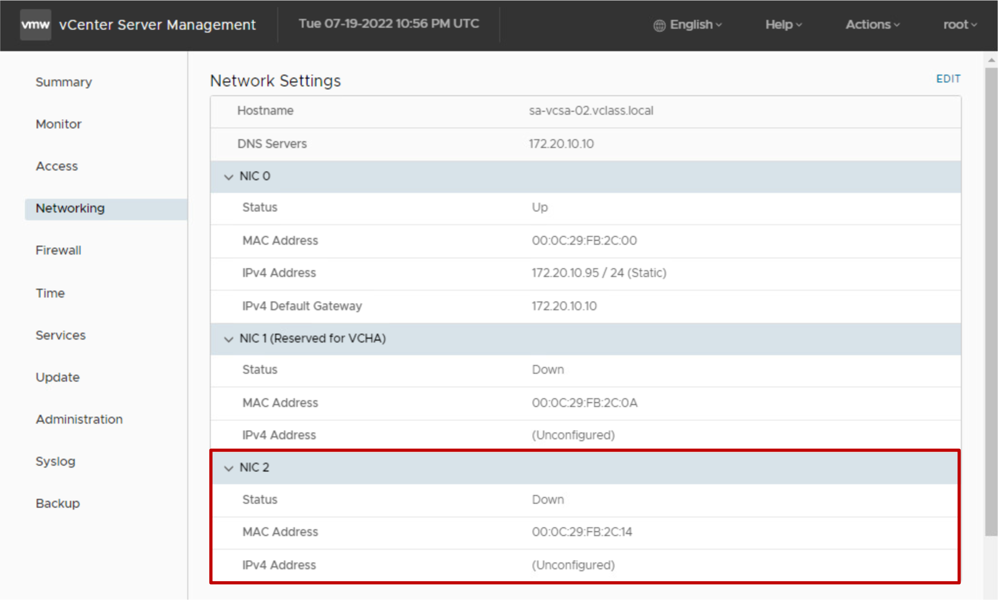 vmw vCenter Server Management Tue 07-19-2022 10:56 PM UTC English Help Actions root
Summary
Monitor
Access
Networking
Firewall
Time
Services
Update
Administration
Syslog
Backup
Network Settings EDIT
Hostname sa-vcsa-02.vclass.local
DNS Servers 172.20.10.10
NIC 0
Status Up
MAC Address 00:0C:29:FB:2C:00
IPv4 Address 172.20.10.95 / 24 (Static)
IPv4 Default Gateway 172.20.10.10
NIC 1 (Reserved for VCHA)
Status Down
MAC Address 00:0C:29:FB:2C:0A
IPv4 Address (Unconfigured)
NIC 2
Status Down
MAC Address 00:0C:29:FB:2C:14
IPv4 Address (Unconfigured)